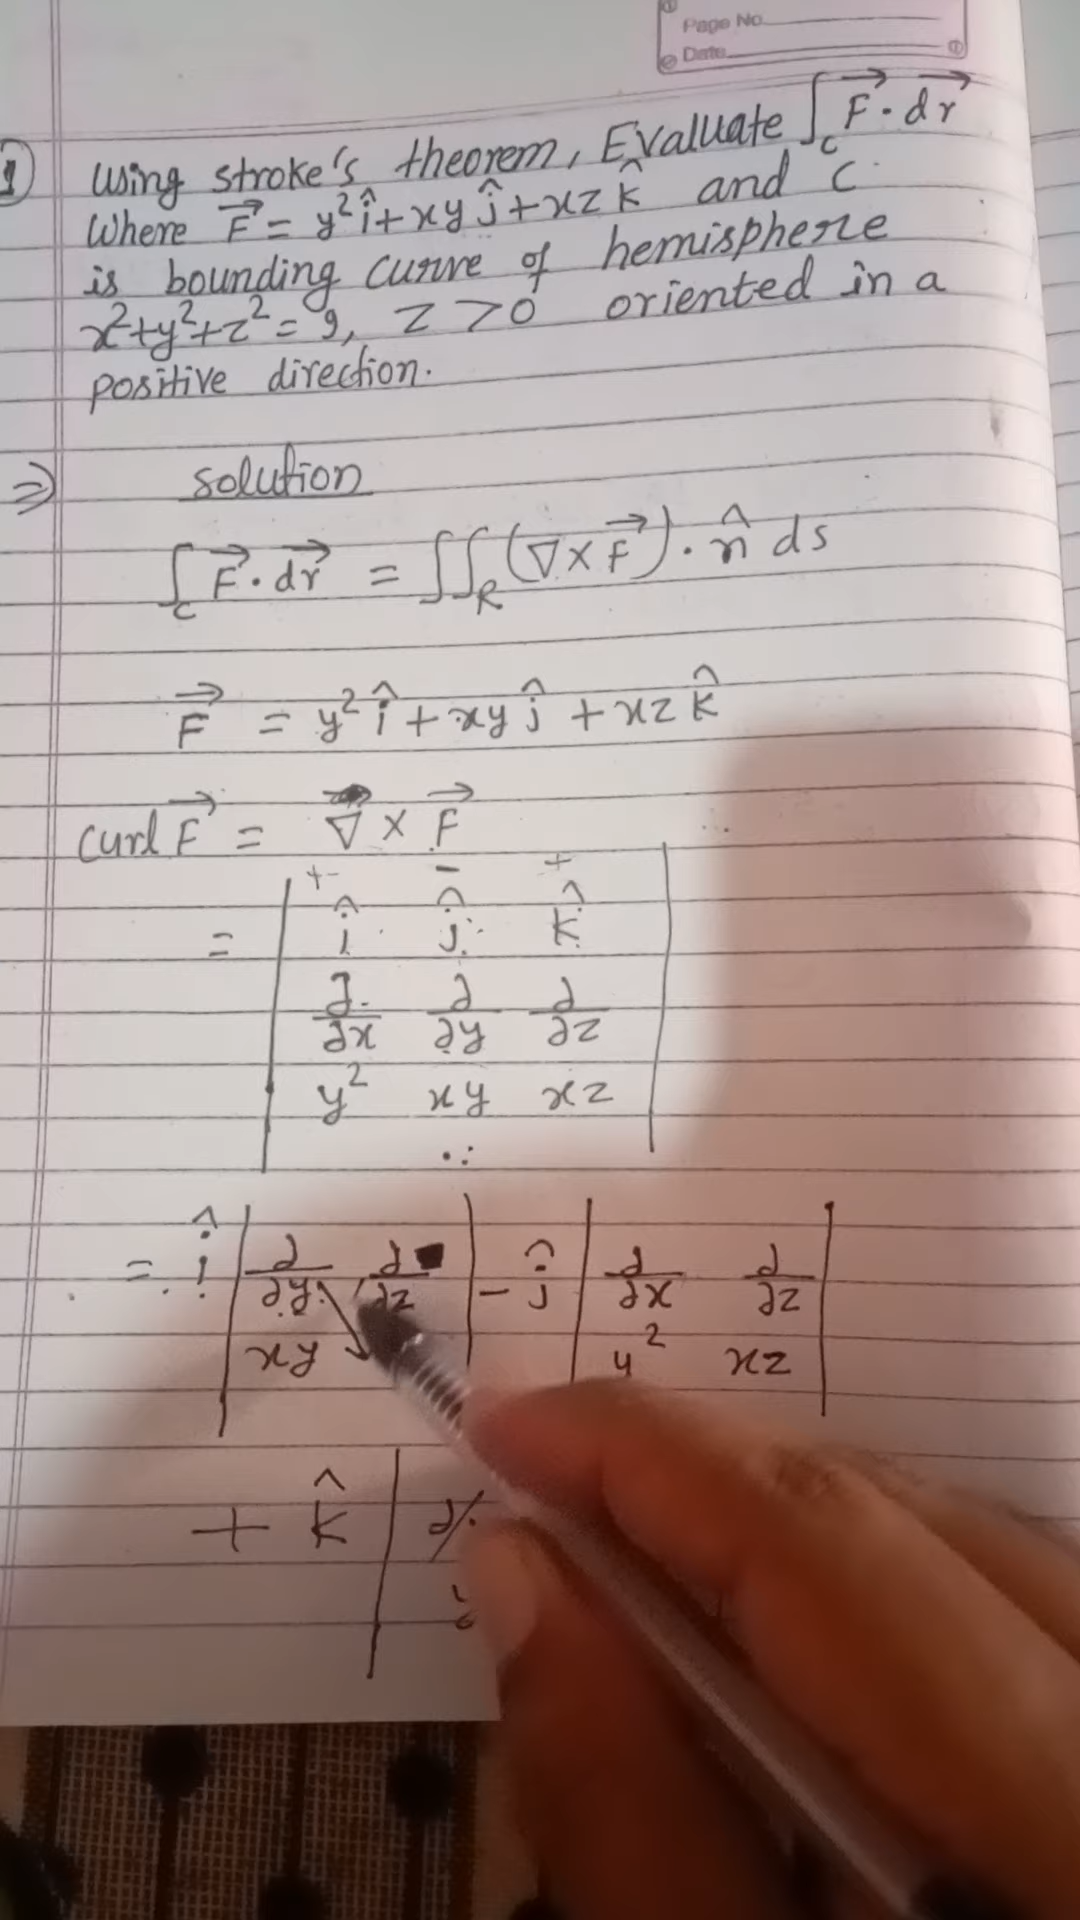 Page No.
Date
1 Using stroke's theorem, Evaluate ∫c F⃗·dr⃗
Where F⃗ = y² î + xy ĵ + xz k̂ and C
is bounding curve of hemisphere
x²+y²+z² = 9, z > 0 oriented in a
positive direction.
⇒ solution
∫c F⃗·dr⃗ = ∬R (∇×F⃗)·n̂ ds
F⃗ = y² î + xy ĵ + xz k̂
Curl F⃗ = ∇ × F⃗
+ - +
= | î ĵ k̂ |
| ∂/∂x ∂/∂y ∂/∂z |
| y² xy xz |
= î | ∂/∂y ∂/∂z | - ĵ | ∂/∂x ∂/∂z |
| xy | y² xz |
+ k̂ | ∂/